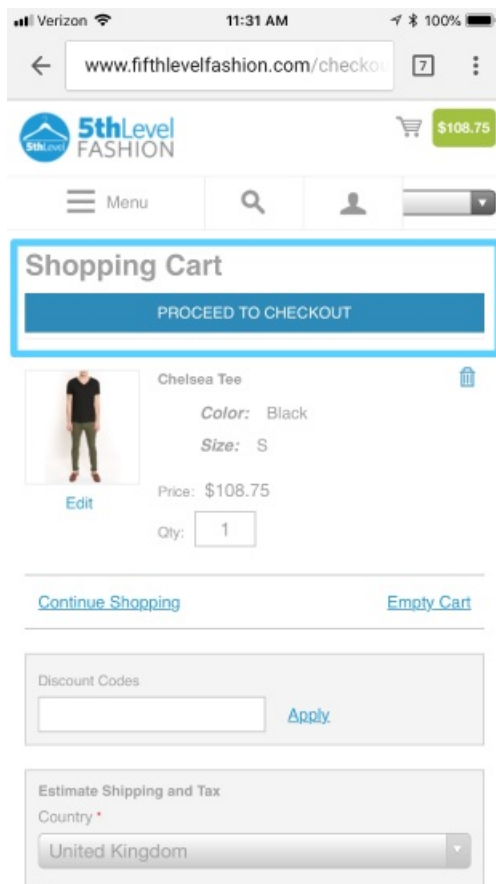 Verizon 11:31 AM 100%
www.fifthlevelfashion.com/checkou 7
5thLevel 5thLevel
FASHION
$108.75
Menu
Shopping Cart
PROCEED TO CHECKOUT
Chelsea Tee
Color: Black
Size: S
Price: $108.75
Edit
Qty: 1
Continue Shopping Empty Cart
Discount Codes
Apply
Estimate Shipping and Tax
Country *
United Kingdom